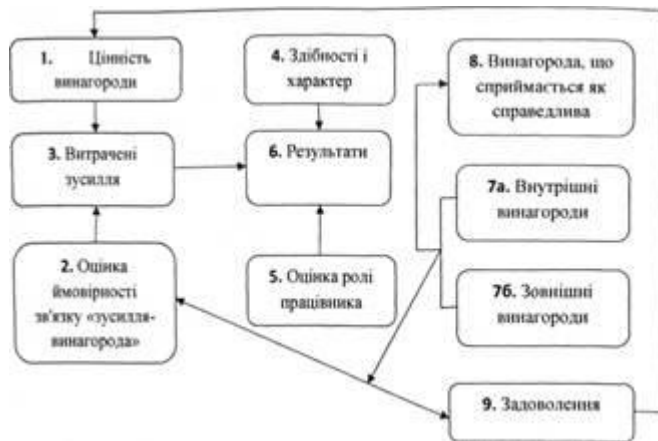 1. Цінність
винагороди
4. Здібності і
характер
8. Винагорода, що
сприймається як
справедлива
3. Витрачені
зусилля
6. Результати
7а. Внутрішні
винагороди
2. Оцінка
ймовірності
зв'язку «зусилля-
винагорода»
5. Оцінка ролі
працівника
7б. Зовнішні
винагороди
9. Задоволення